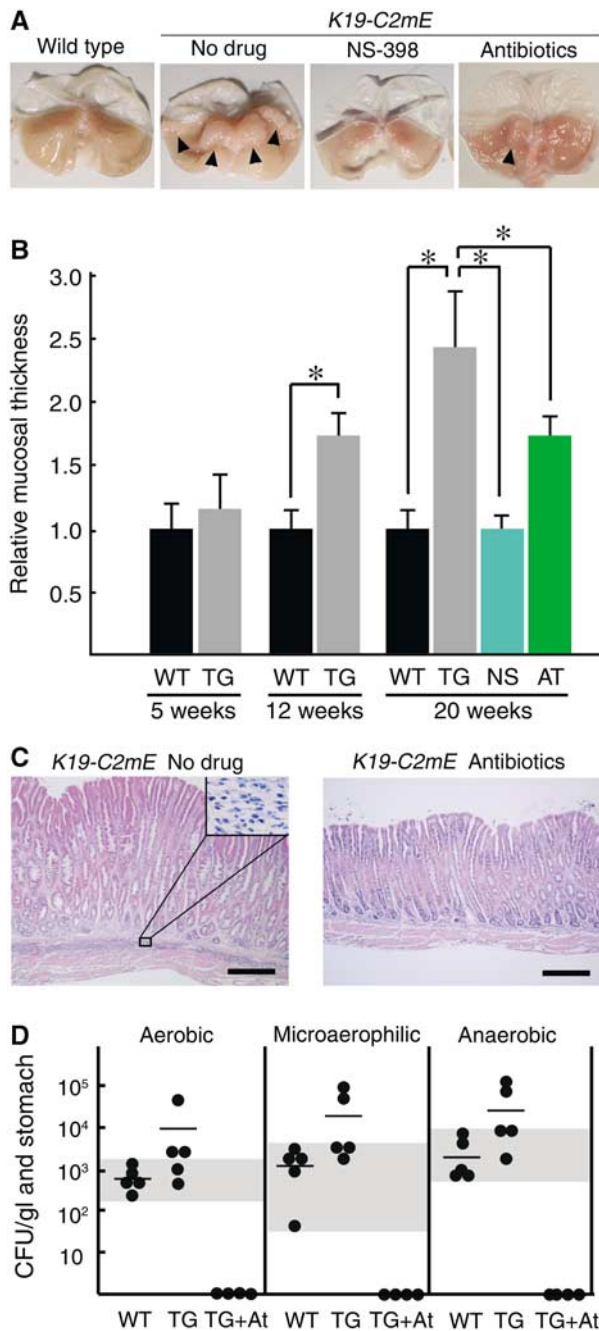 A
K19-C2mE
Wild type No drug NS-398 Antibiotics
B
Relative mucosal thickness
3.0
2.5
2.0
1.5
1.0
0.5
* * * *
WT TG WT TG WT TG NS AT
5 weeks 12 weeks 20 weeks
C
K19-C2mE No drug K19-C2mE Antibiotics
D
Aerobic Microaerophilic Anaerobic
CFU/gl and stomach
10⁵
10⁴
10³
10²
10
WT TG TG+At WT TG TG+At WT TG TG+At